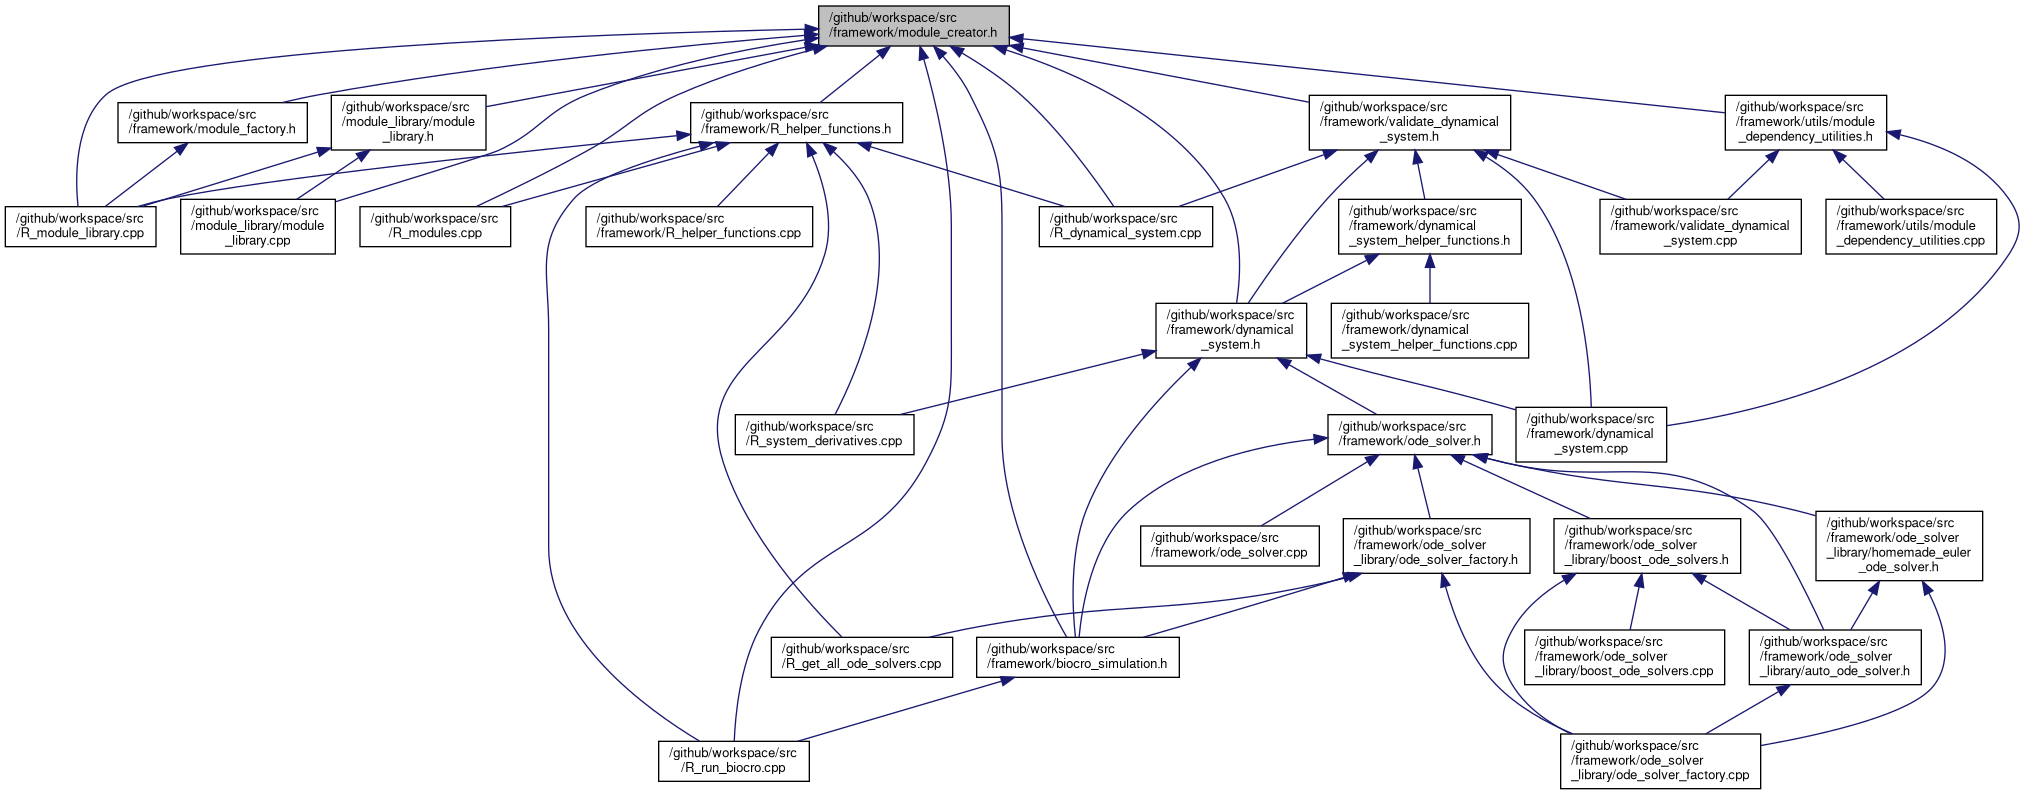 /github/workspace/src
/framework/module_creator.h
/github/workspace/src
/framework/module_factory.h
/github/workspace/src
/module_library/module
_library.h
/github/workspace/src
/framework/R_helper_functions.h
/github/workspace/src
/framework/validate_dynamical
_system.h
/github/workspace/src
/framework/utils/module
_dependency_utilities.h
/github/workspace/src
/R_module_library.cpp
/github/workspace/src
/module_library/module
_library.cpp
/github/workspace/src
/R_modules.cpp
/github/workspace/src
/framework/R_helper_functions.cpp
/github/workspace/src
/R_dynamical_system.cpp
/github/workspace/src
/framework/dynamical
_system_helper_functions.h
/github/workspace/src
/framework/validate_dynamical
_system.cpp
/github/workspace/src
/framework/utils/module
_dependency_utilities.cpp
/github/workspace/src
/framework/dynamical
_system.h
/github/workspace/src
/framework/dynamical
_system_helper_functions.cpp
/github/workspace/src
/R_system_derivatives.cpp
/github/workspace/src
/framework/ode_solver.h
/github/workspace/src
/framework/dynamical
_system.cpp
/github/workspace/src
/framework/ode_solver.cpp
/github/workspace/src
/framework/ode_solver
_library/ode_solver_factory.h
/github/workspace/src
/framework/ode_solver
_library/boost_ode_solvers.h
/github/workspace/src
/framework/ode_solver
_library/homemade_euler
_ode_solver.h
/github/workspace/src
/R_get_all_ode_solvers.cpp
/github/workspace/src
/framework/biocro_simulation.h
/github/workspace/src
/framework/ode_solver
_library/boost_ode_solvers.cpp
/github/workspace/src
/framework/ode_solver
_library/auto_ode_solver.h
/github/workspace/src
/R_run_biocro.cpp
/github/workspace/src
/framework/ode_solver
_library/ode_solver_factory.cpp